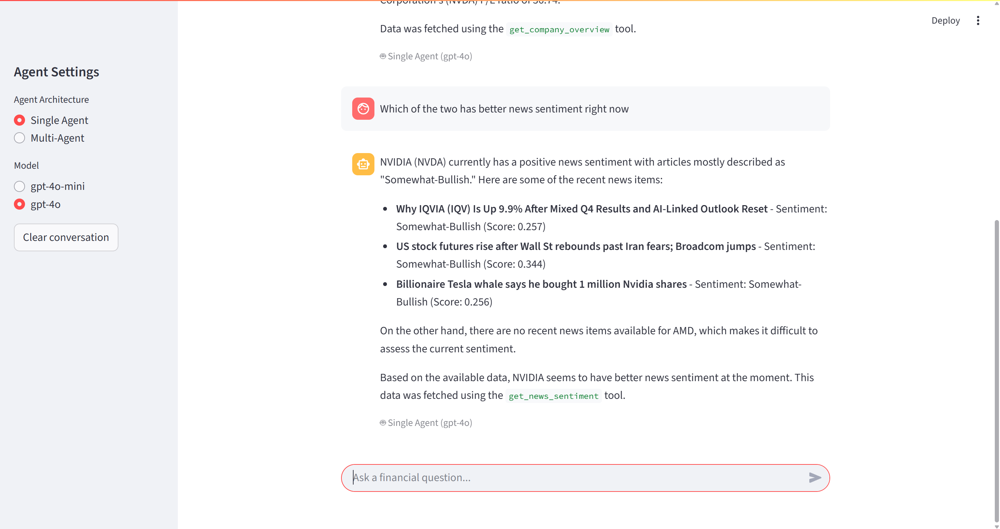 Deploy
Agent Settings
Agent Architecture
Single Agent
Multi-Agent
Model
gpt-4o-mini
gpt-4o
Clear conversation
Corporation's (NVDA) P/E ratio of 36.74.
Data was fetched using the get_company_overview tool.
Single Agent (gpt-4o)
Which of the two has better news sentiment right now
NVIDIA (NVDA) currently has a positive news sentiment with articles mostly described as
"Somewhat-Bullish." Here are some of the recent news items:
• Why IQVIA (IQV) Is Up 9.9% After Mixed Q4 Results and AI-Linked Outlook Reset - Sentiment:
Somewhat-Bullish (Score: 0.257)
• US stock futures rise after Wall St rebounds past Iran fears; Broadcom jumps - Sentiment:
Somewhat-Bullish (Score: 0.344)
• Billionaire Tesla whale says he bought 1 million Nvidia shares - Sentiment: Somewhat-
Bullish (Score: 0.256)
On the other hand, there are no recent news items available for AMD, which makes it difficult to
assess the current sentiment.
Based on the available data, NVIDIA seems to have better news sentiment at the moment. This
data was fetched using the get_news_sentiment tool.
Single Agent (gpt-4o)
Ask a financial question...